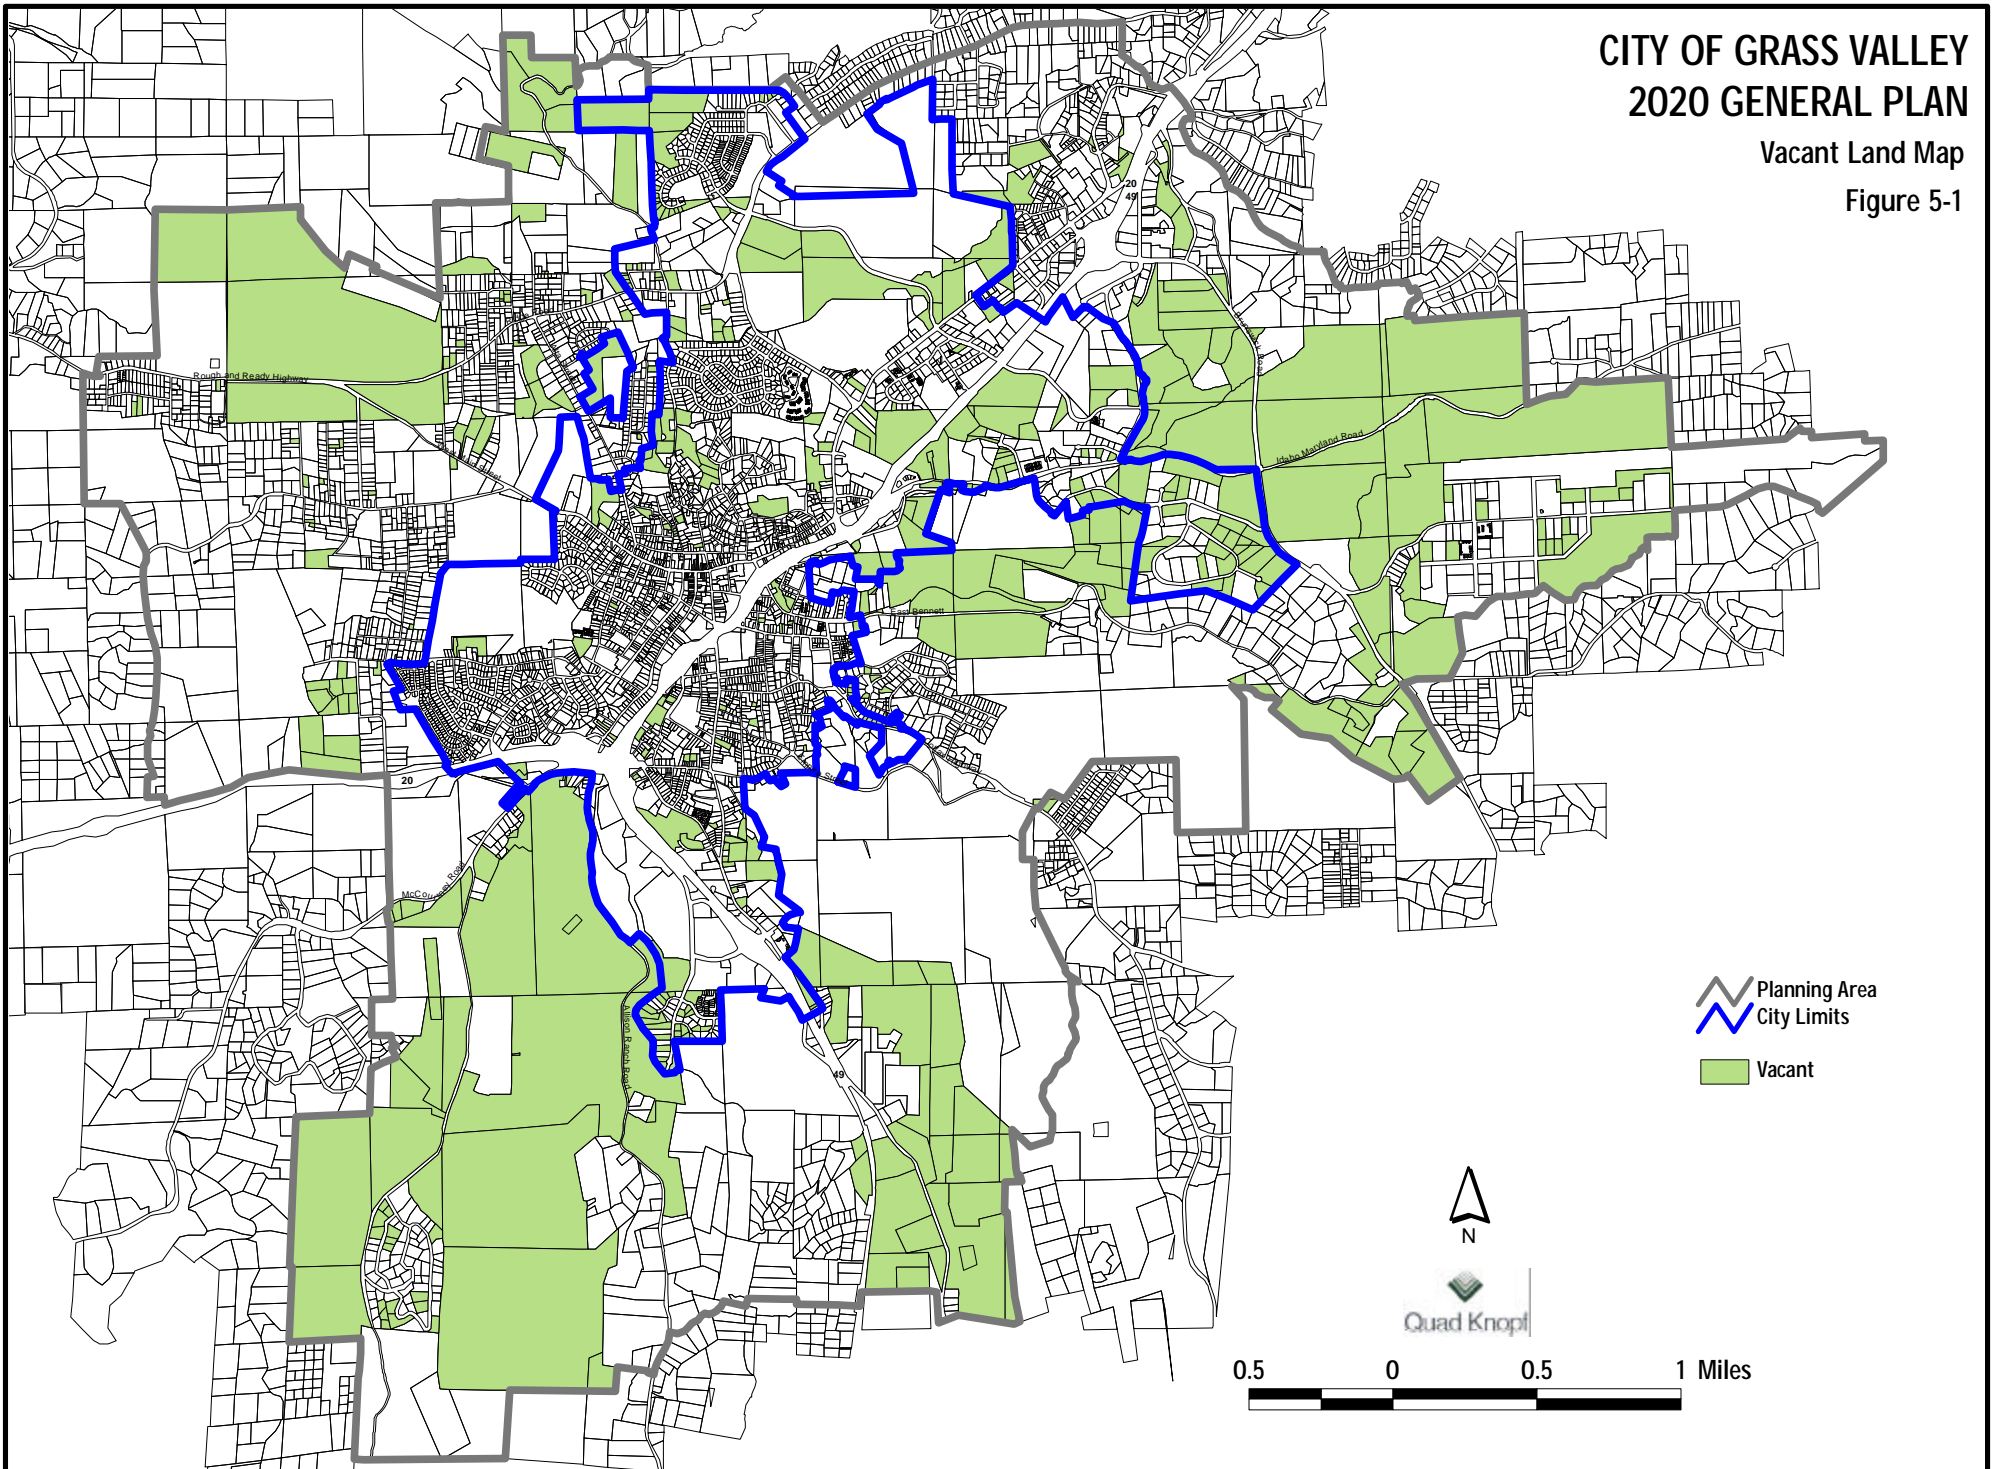 CITY OF GRASS VALLEY
2020 GENERAL PLAN
Vacant Land Map
Figure 5-1
20
49
Rough and Ready Highway
Idaho Maryland Road
East Bennett
20
McCourtney Road
Allison Ranch Road
49
Planning Area
City Limits
Vacant
N
Quad Knopf
0.5 0 0.5 1 Miles